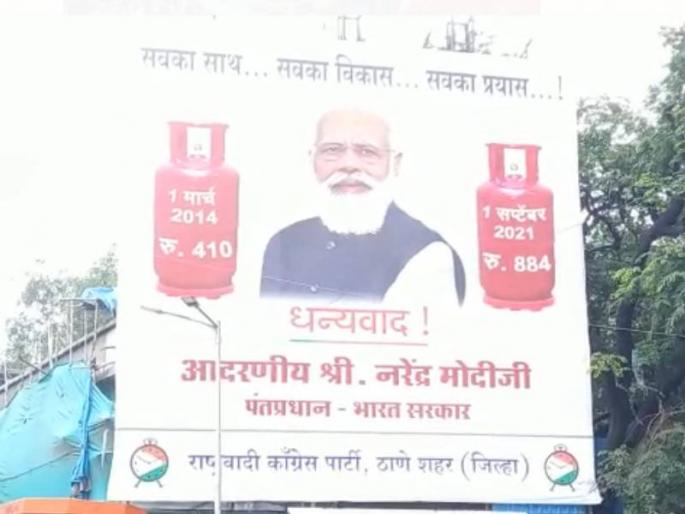 सबका साथ... सबका विकास... सबका प्रयास...!
1 मार्च
2014
रु. 410
1 सप्टेंबर
2021
रु. 884
धन्यवाद !
आदरणीय श्री. नरेंद्र मोदीजी
पंतप्रधान - भारत सरकार
राष्ट्रवादी काँग्रेस पार्टी, ठाणे शहर (जिल्हा)